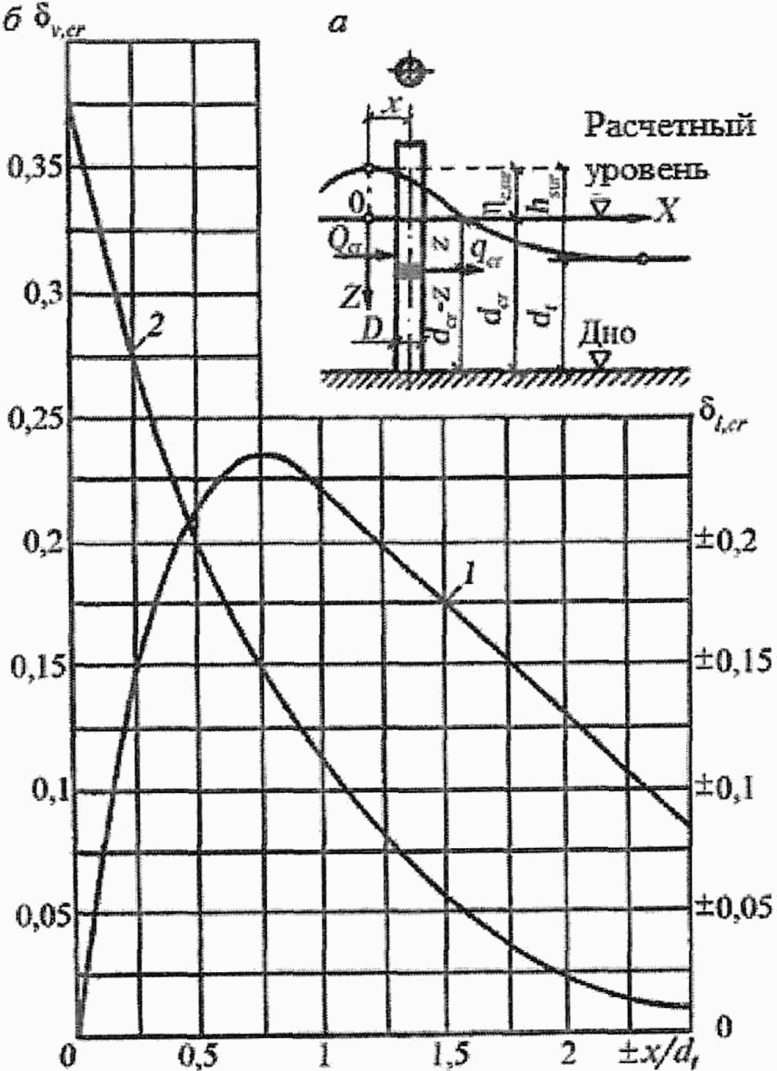 б δv,cr
a
x
Расчетный
уровень
0,35
ηc,sur
hsur
0
X
Qcr
z
qcr
0,3
Z
dcr-z
dcr
dt
2
D
Дно
0,25
δi,cr
0,2
±0,2
1
0,15
±0,15
0,1
±0,1
0,05
±0,05
0
0 0,5 1 1,5 2 ±x/dt